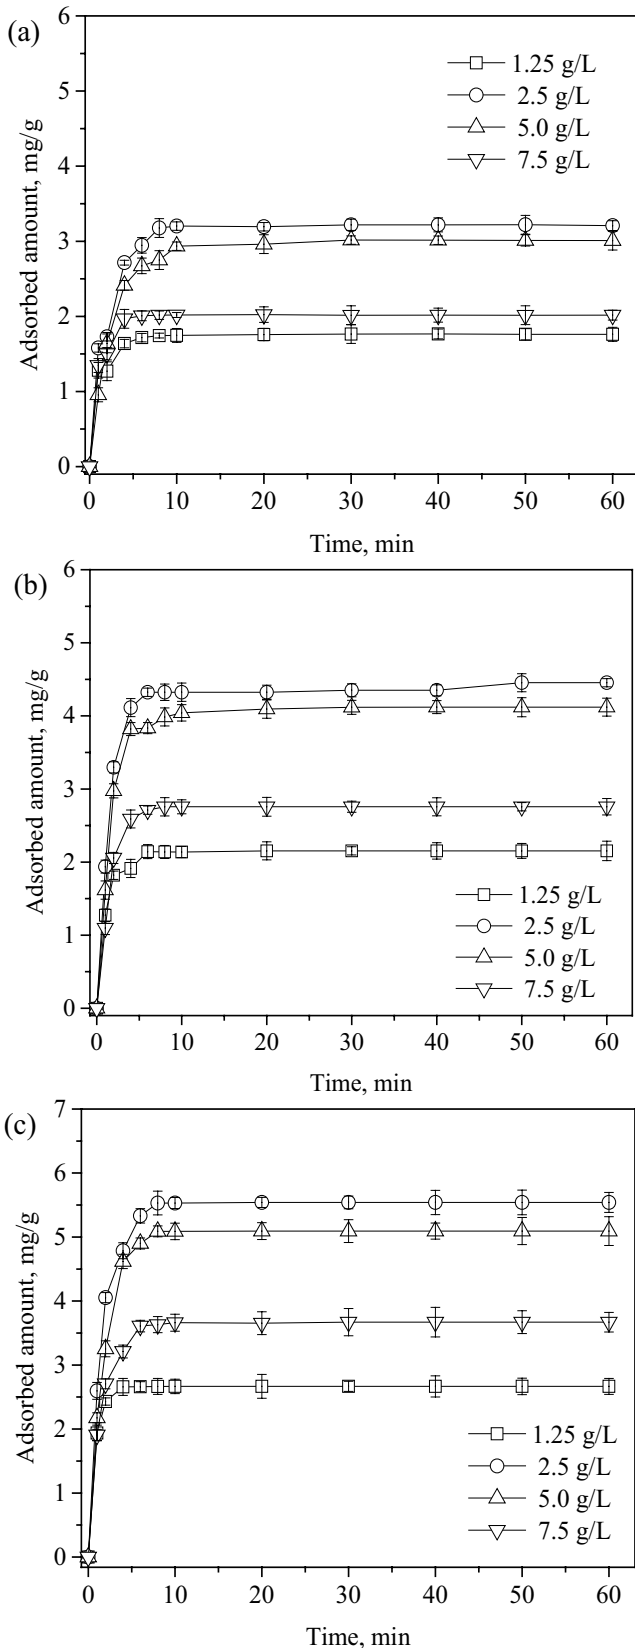 (a)
6
5
4
3
2
1
0
Adsorbed amount, mg/g
1.25 g/L
2.5 g/L
5.0 g/L
7.5 g/L
0 10 20 30 40 50 60
Time, min
(b)
6
5
4
3
2
1
0
Adsorbed amount, mg/g
1.25 g/L
2.5 g/L
5.0 g/L
7.5 g/L
0 10 20 30 40 50 60
Time, min
(c)
7
6
5
4
3
2
1
0
Adsorbed amount, mg/g
1.25 g/L
2.5 g/L
5.0 g/L
7.5 g/L
0 10 20 30 40 50 60
Time, min